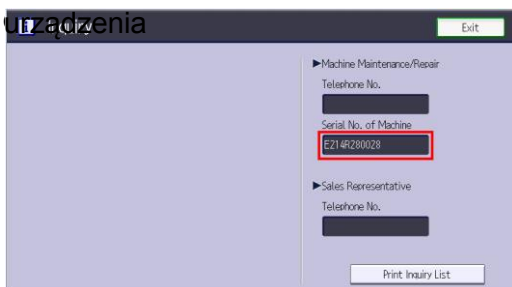 urządzenia
Inquiry
Exit
►Machine Maintenance/Repair
Telephone No.
Serial No. of Machine
E214R280028
►Sales Representative
Telephone No.
Print Inquiry List